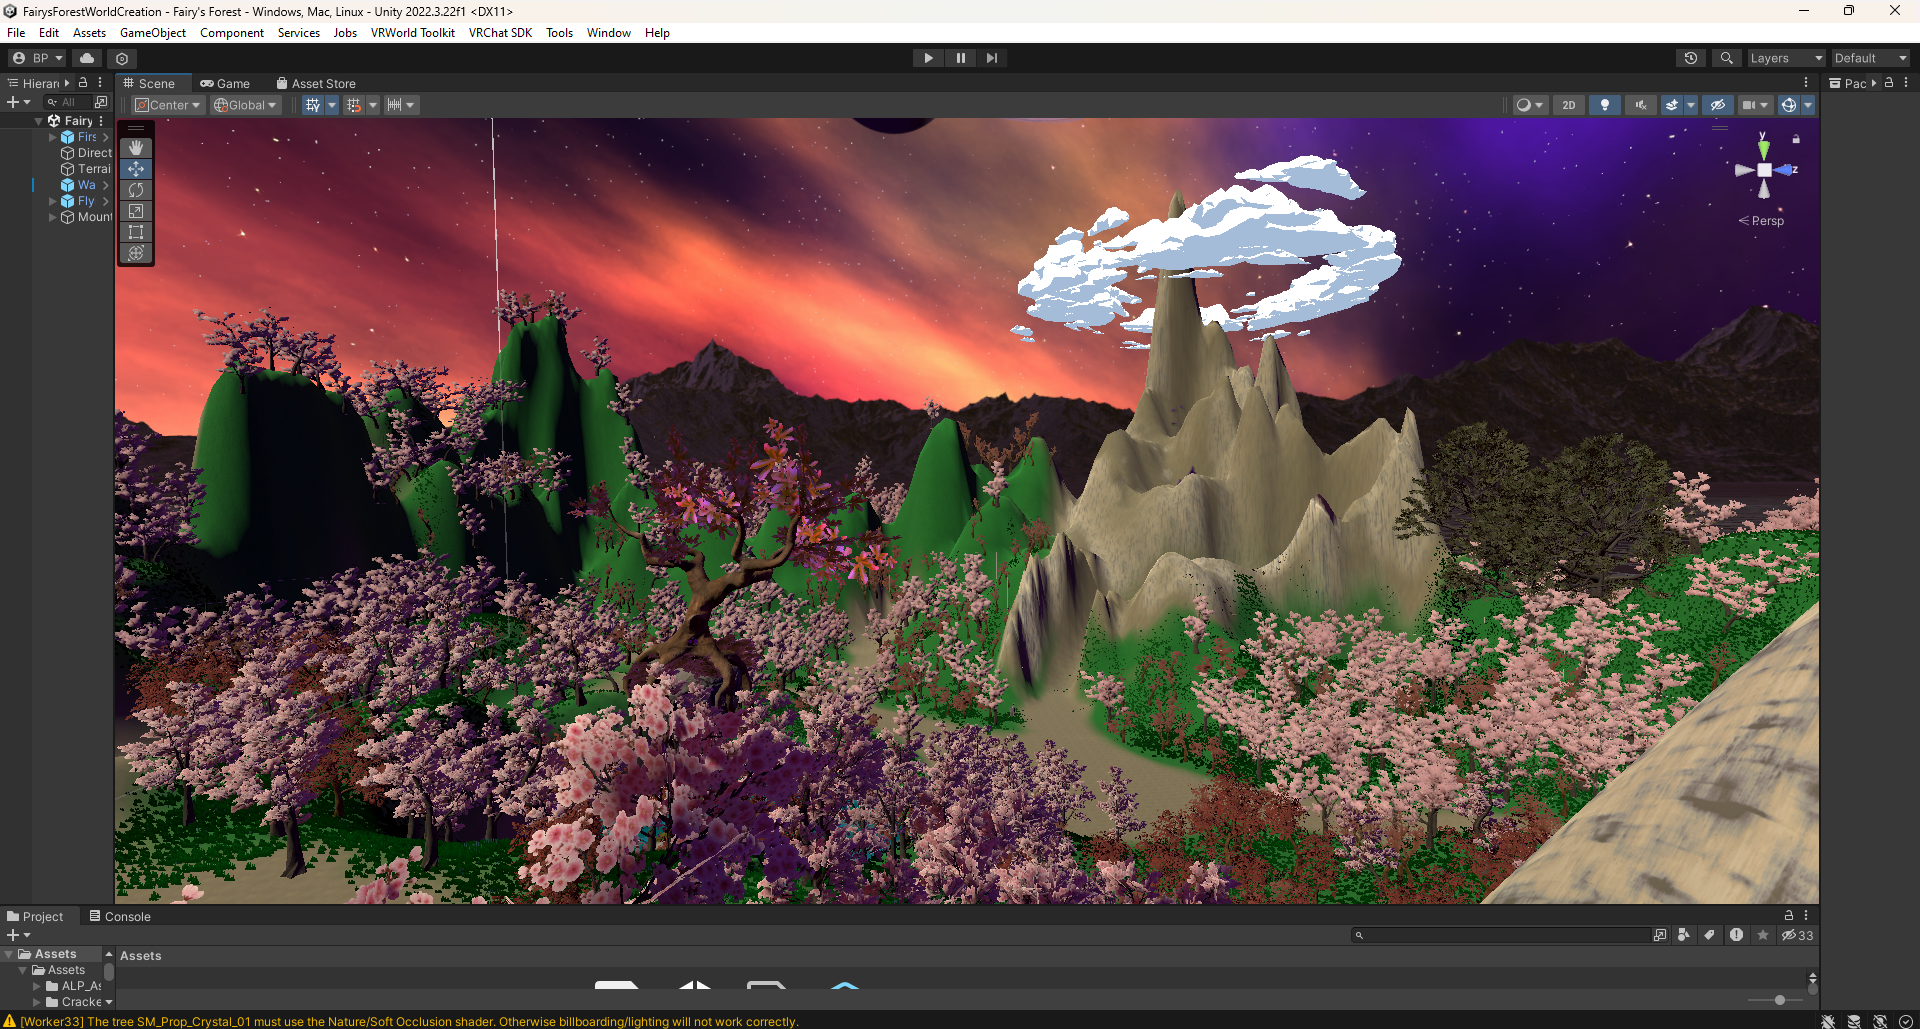 FairysForestWorldCreation - Fairy's Forest - Windows, Mac, Linux - Unity 2022.3.22f1 <DX11>
File Edit Assets GameObject Component Services Jobs VRWorld Toolkit VRChat SDK Tools Window Help
BP Layers Default
Hierar Scene Game Asset Store Pac
All Center Global 2D
Fairy
Firs
Direct
Terrai
Wa
Fly
Mount
y
z
Persp
Project Console
33
Assets Assets
Assets
ALP_As
Cracke
[Worker33] The tree SM_Prop_Crystal_01 must use the Nature/Soft Occlusion shader. Otherwise billboarding/lighting will not work correctly.